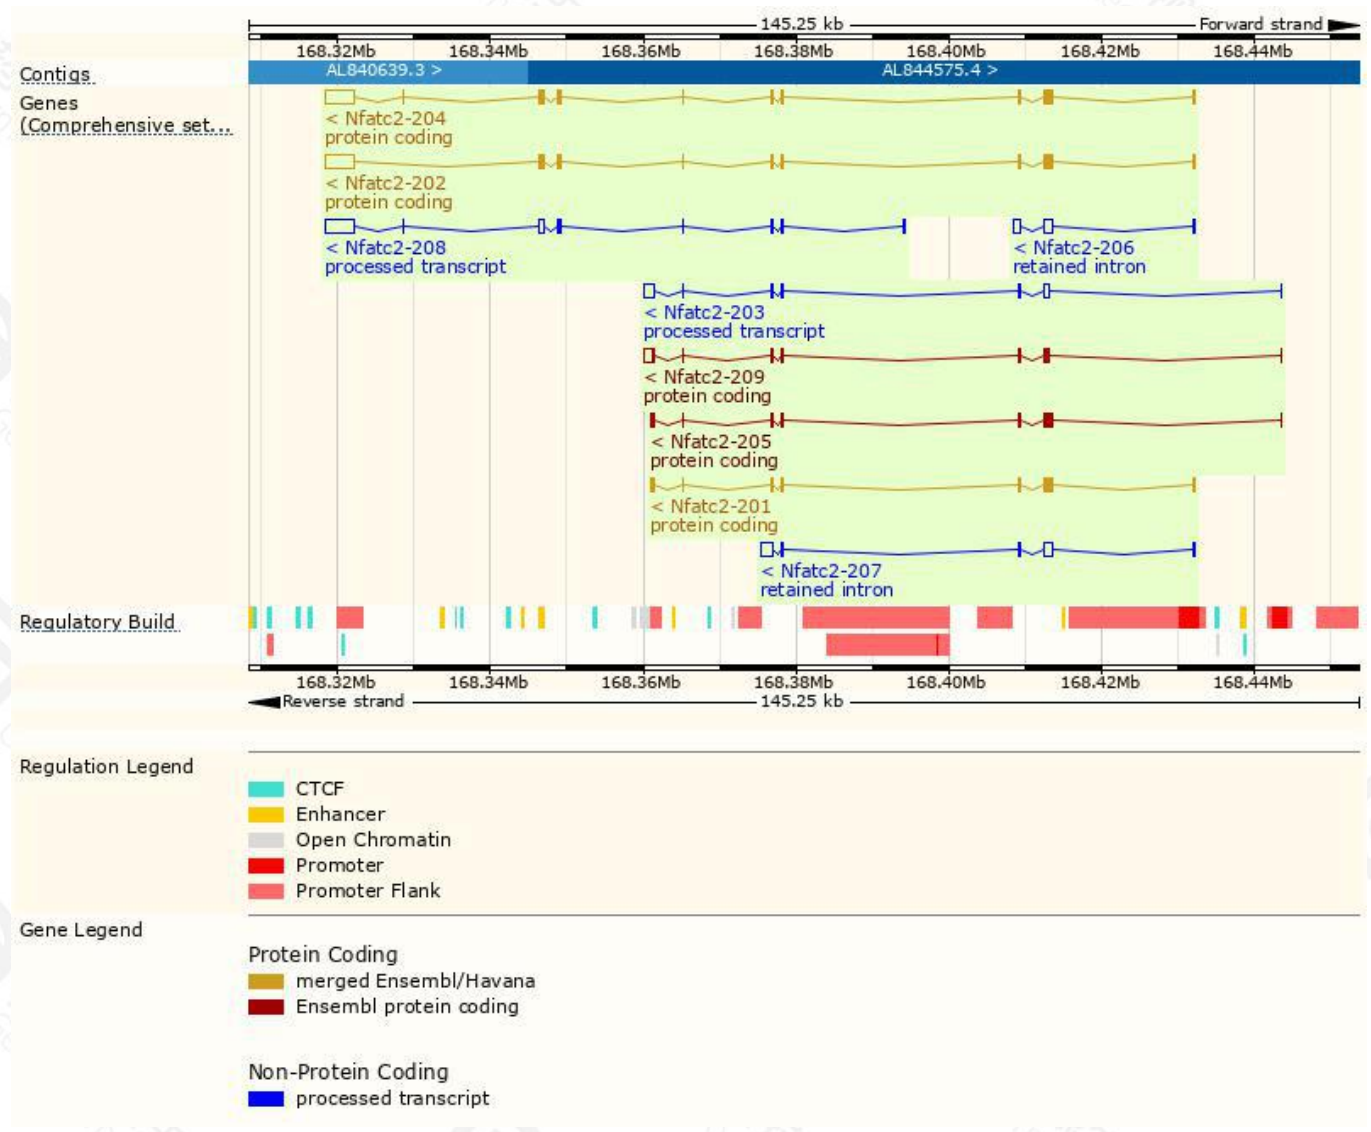 145.25 kb Forward strand
168.32Mb 168.34Mb 168.36Mb 168.38Mb 168.40Mb 168.42Mb 168.44Mb
Contigs AL840639.3 > AL844575.4 >
Genes
(Comprehensive set...
< Nfatc2-204
protein coding
< Nfatc2-202
protein coding
< Nfatc2-208 < Nfatc2-206
processed transcript retained intron
< Nfatc2-203
processed transcript
< Nfatc2-209
protein coding
< Nfatc2-205
protein coding
< Nfatc2-201
protein coding
< Nfatc2-207
retained intron
Regulatory Build
168.32Mb 168.34Mb 168.36Mb 168.38Mb 168.40Mb 168.42Mb 168.44Mb
Reverse strand 145.25 kb
Regulation Legend
CTCF
Enhancer
Open Chromatin
Promoter
Promoter Flank
Gene Legend
Protein Coding
merged Ensembl/Havana
Ensembl protein coding
Non-Protein Coding
processed transcript